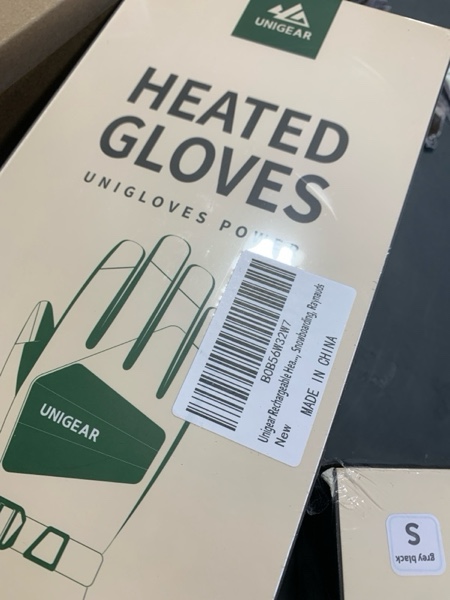 UNIGEAR
HEATED
GLOVES
UNIGLOVES POWER
B0B56W32W7
Unigear Rechargeable Hea..., Snowboarding, Raynauds
New MADE IN CHINA
UNIGEAR
S
grey black